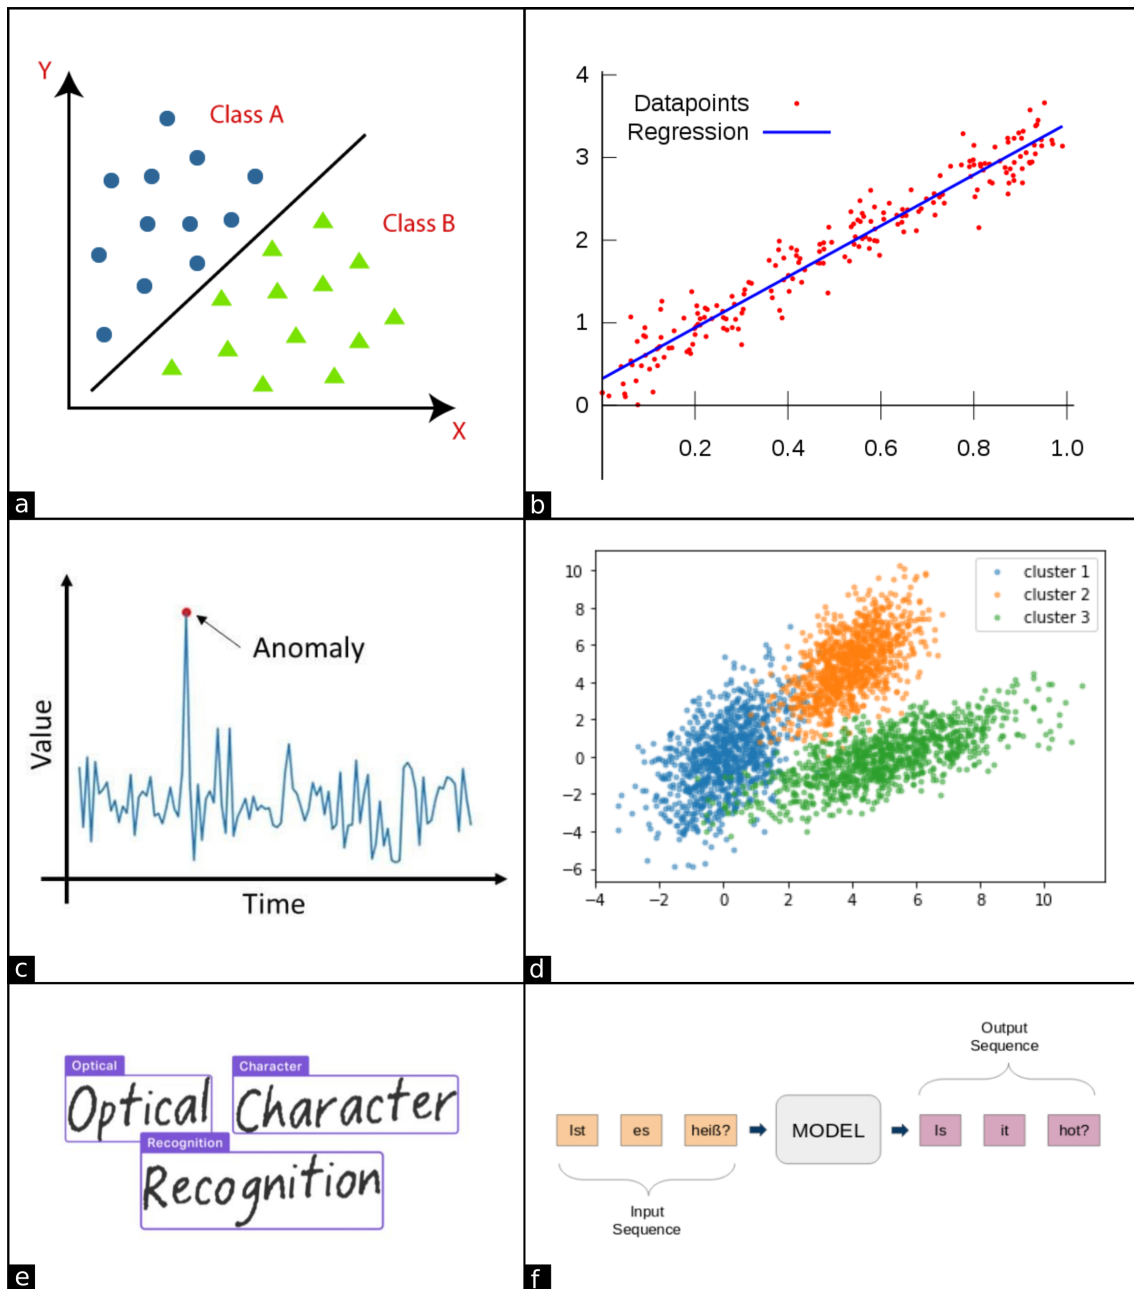 Y
Class A
Class B
X
a
4
Datapoints
Regression
3
2
1
0
0.2 0.4 0.6 0.8 1.0
b
Anomaly
Value
Time
c
cluster 1
cluster 2
cluster 3
10
8
6
4
2
0
−2
−4
−6
−4 −2 0 2 4 6 8 10
d
Optical
Optical
Character
Character
Recognition
Recognition
e
Output
Sequence
Ist es heiß? MODEL Is it hot?
Input
Sequence
f